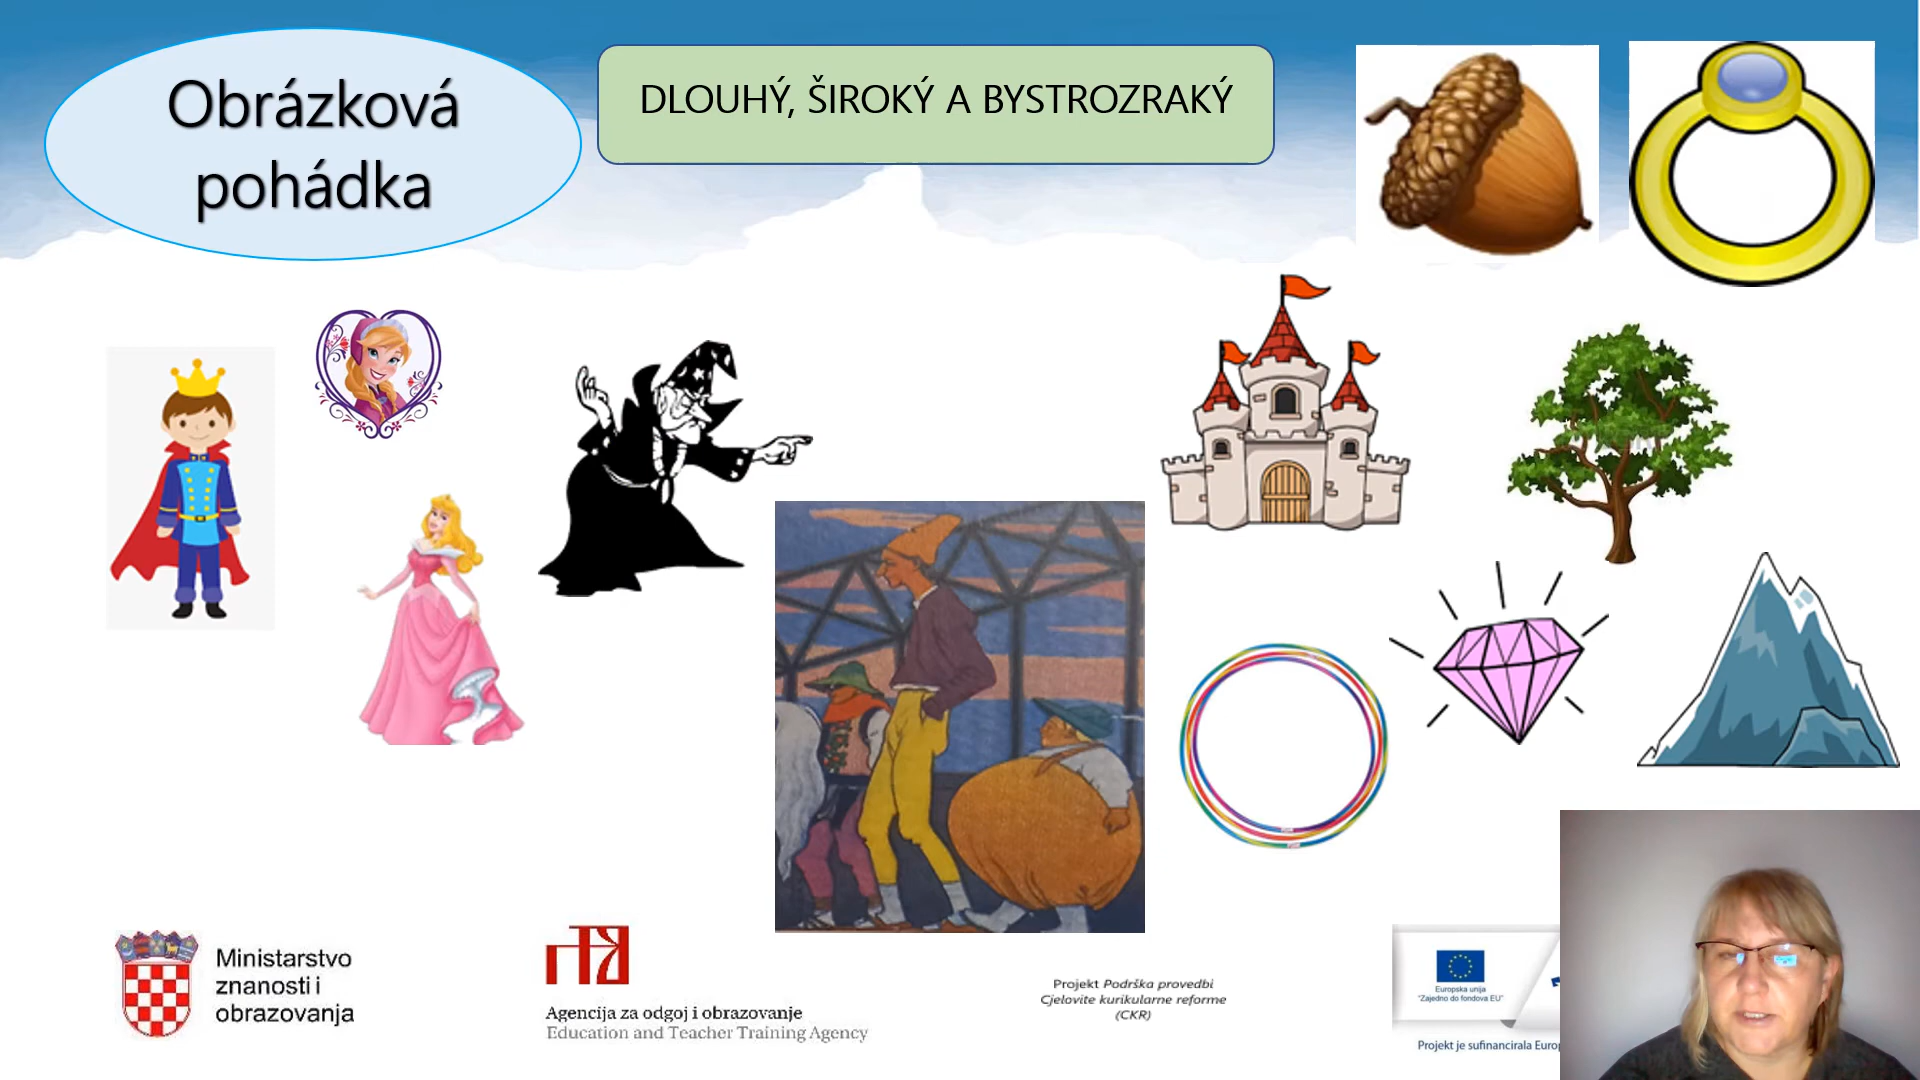 Obrázková
pohádka
DLOUHÝ, ŠIROKÝ A BYSTROZRAKÝ
Ministarstvo
znanosti i
obrazovanja
Agencija za odgoj i obrazovanje
Education and Teacher Training Agency
Projekt Podrška provedbi
Cjelovite kurikularne reforme
(CKR)
Europska unija
"Zajedno do fondova EU"
Projekt je sufinancirala